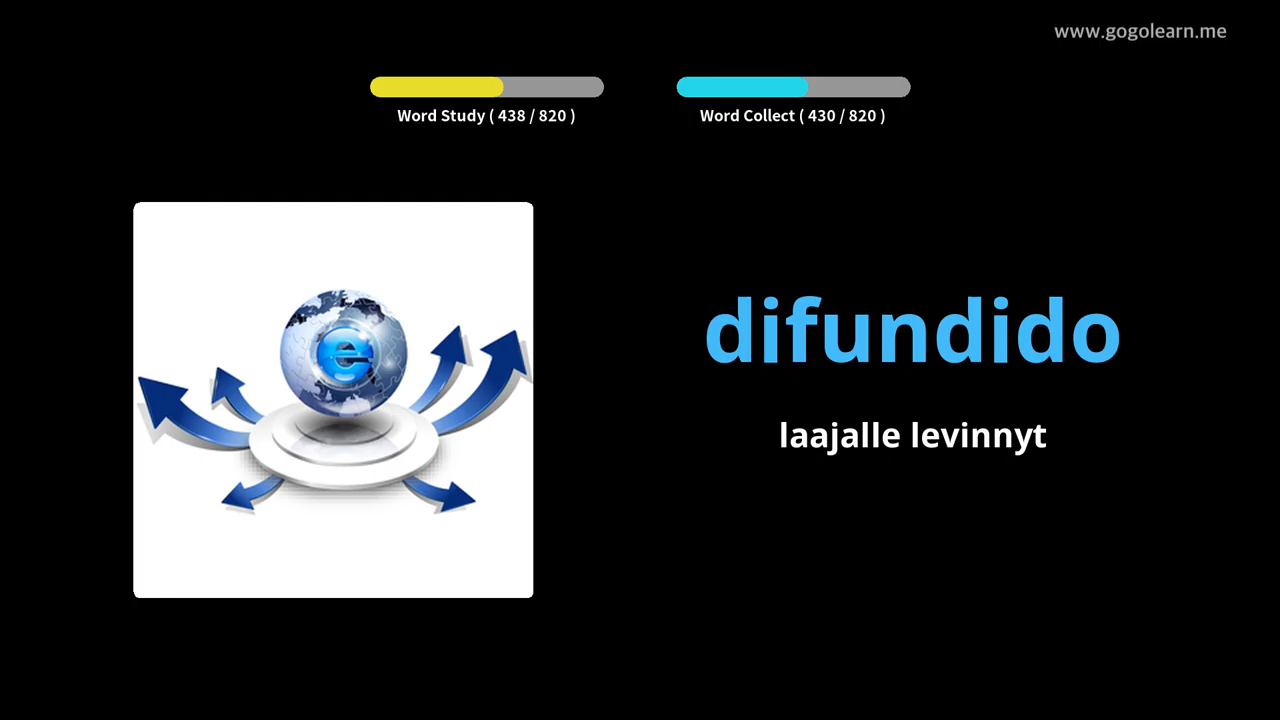 www.gogolearn.me
Word Study ( 438 / 820 )
Word Collect ( 430 / 820 )
e
difundido
laajalle levinnyt